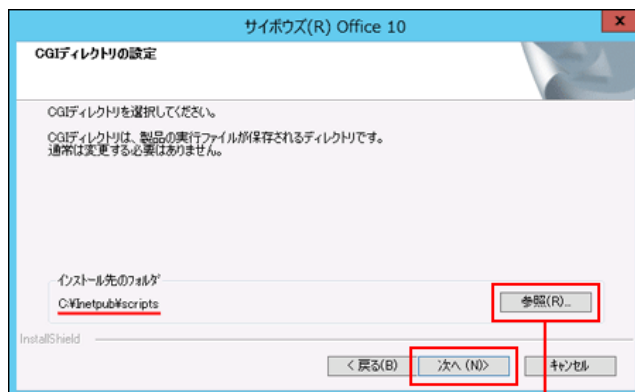 サイボウズ(R) Office 10
x
CGIディレクトリの設定
CGIディレクトリを選択してください。
CGIディレクトリは、製品の実行ファイルが保存されるディレクトリです。
通常は変更する必要はありません。
インストール先のフォルダ
C:¥Inetpub¥scripts
参照(R)...
InstallShield
< 戻る(B)
次へ (N)>
キャンセル